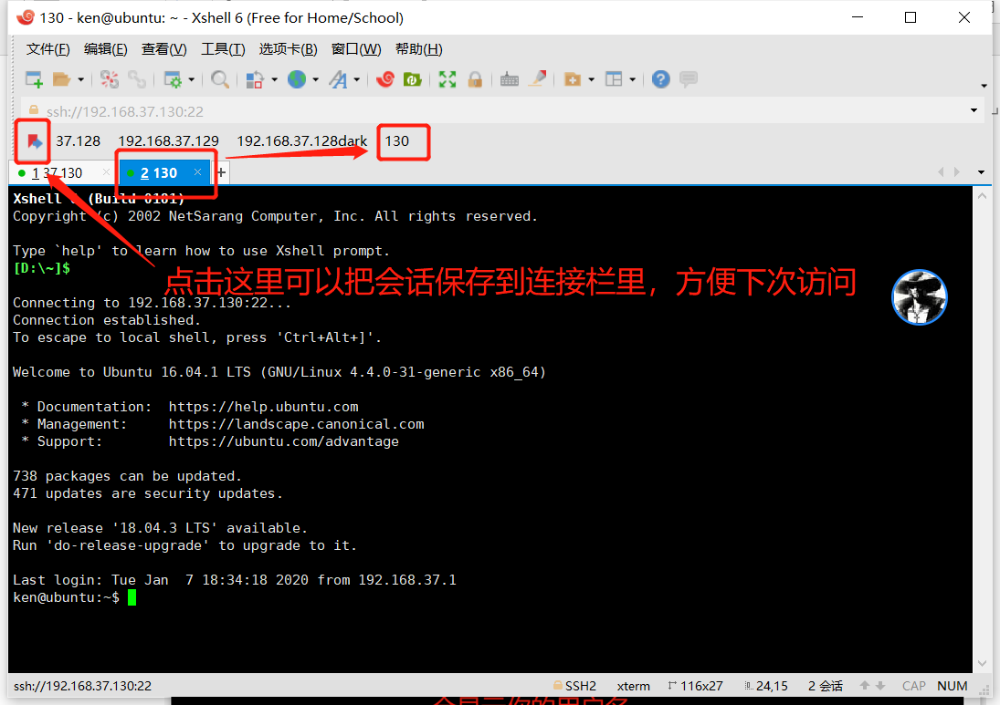 130 - ken@ubuntu: ~ - Xshell 6 (Free for Home/School)
文件(F) 编辑(E) 查看(V) 工具(T) 选项卡(B) 窗口(W) 帮助(H)
ssh://192.168.37.130:22
37.128 192.168.37.129 192.168.37.128dark 130
1 37.130 × 2 130 × +
Xshell 6 (Build 0101)
Copyright (c) 2002 NetSarang Computer, Inc. All rights reserved.
Type `help' to learn how to use Xshell prompt.
[D:\~]$
点击这里可以把会话保存到连接栏里，方便下次访问
Connecting to 192.168.37.130:22...
Connection established.
To escape to local shell, press 'Ctrl+Alt+]'.
Welcome to Ubuntu 16.04.1 LTS (GNU/Linux 4.4.0-31-generic x86_64)
* Documentation:  https://help.ubuntu.com
* Management:     https://landscape.canonical.com
* Support:        https://ubuntu.com/advantage
738 packages can be updated.
471 updates are security updates.
New release '18.04.3 LTS' available.
Run 'do-release-upgrade' to upgrade to it.
Last login: Tue Jan  7 18:34:18 2020 from 192.168.37.1
ken@ubuntu:~$
ssh://192.168.37.130:22 SSH2 xterm 116x27 24,15 2 会话 CAP NUM